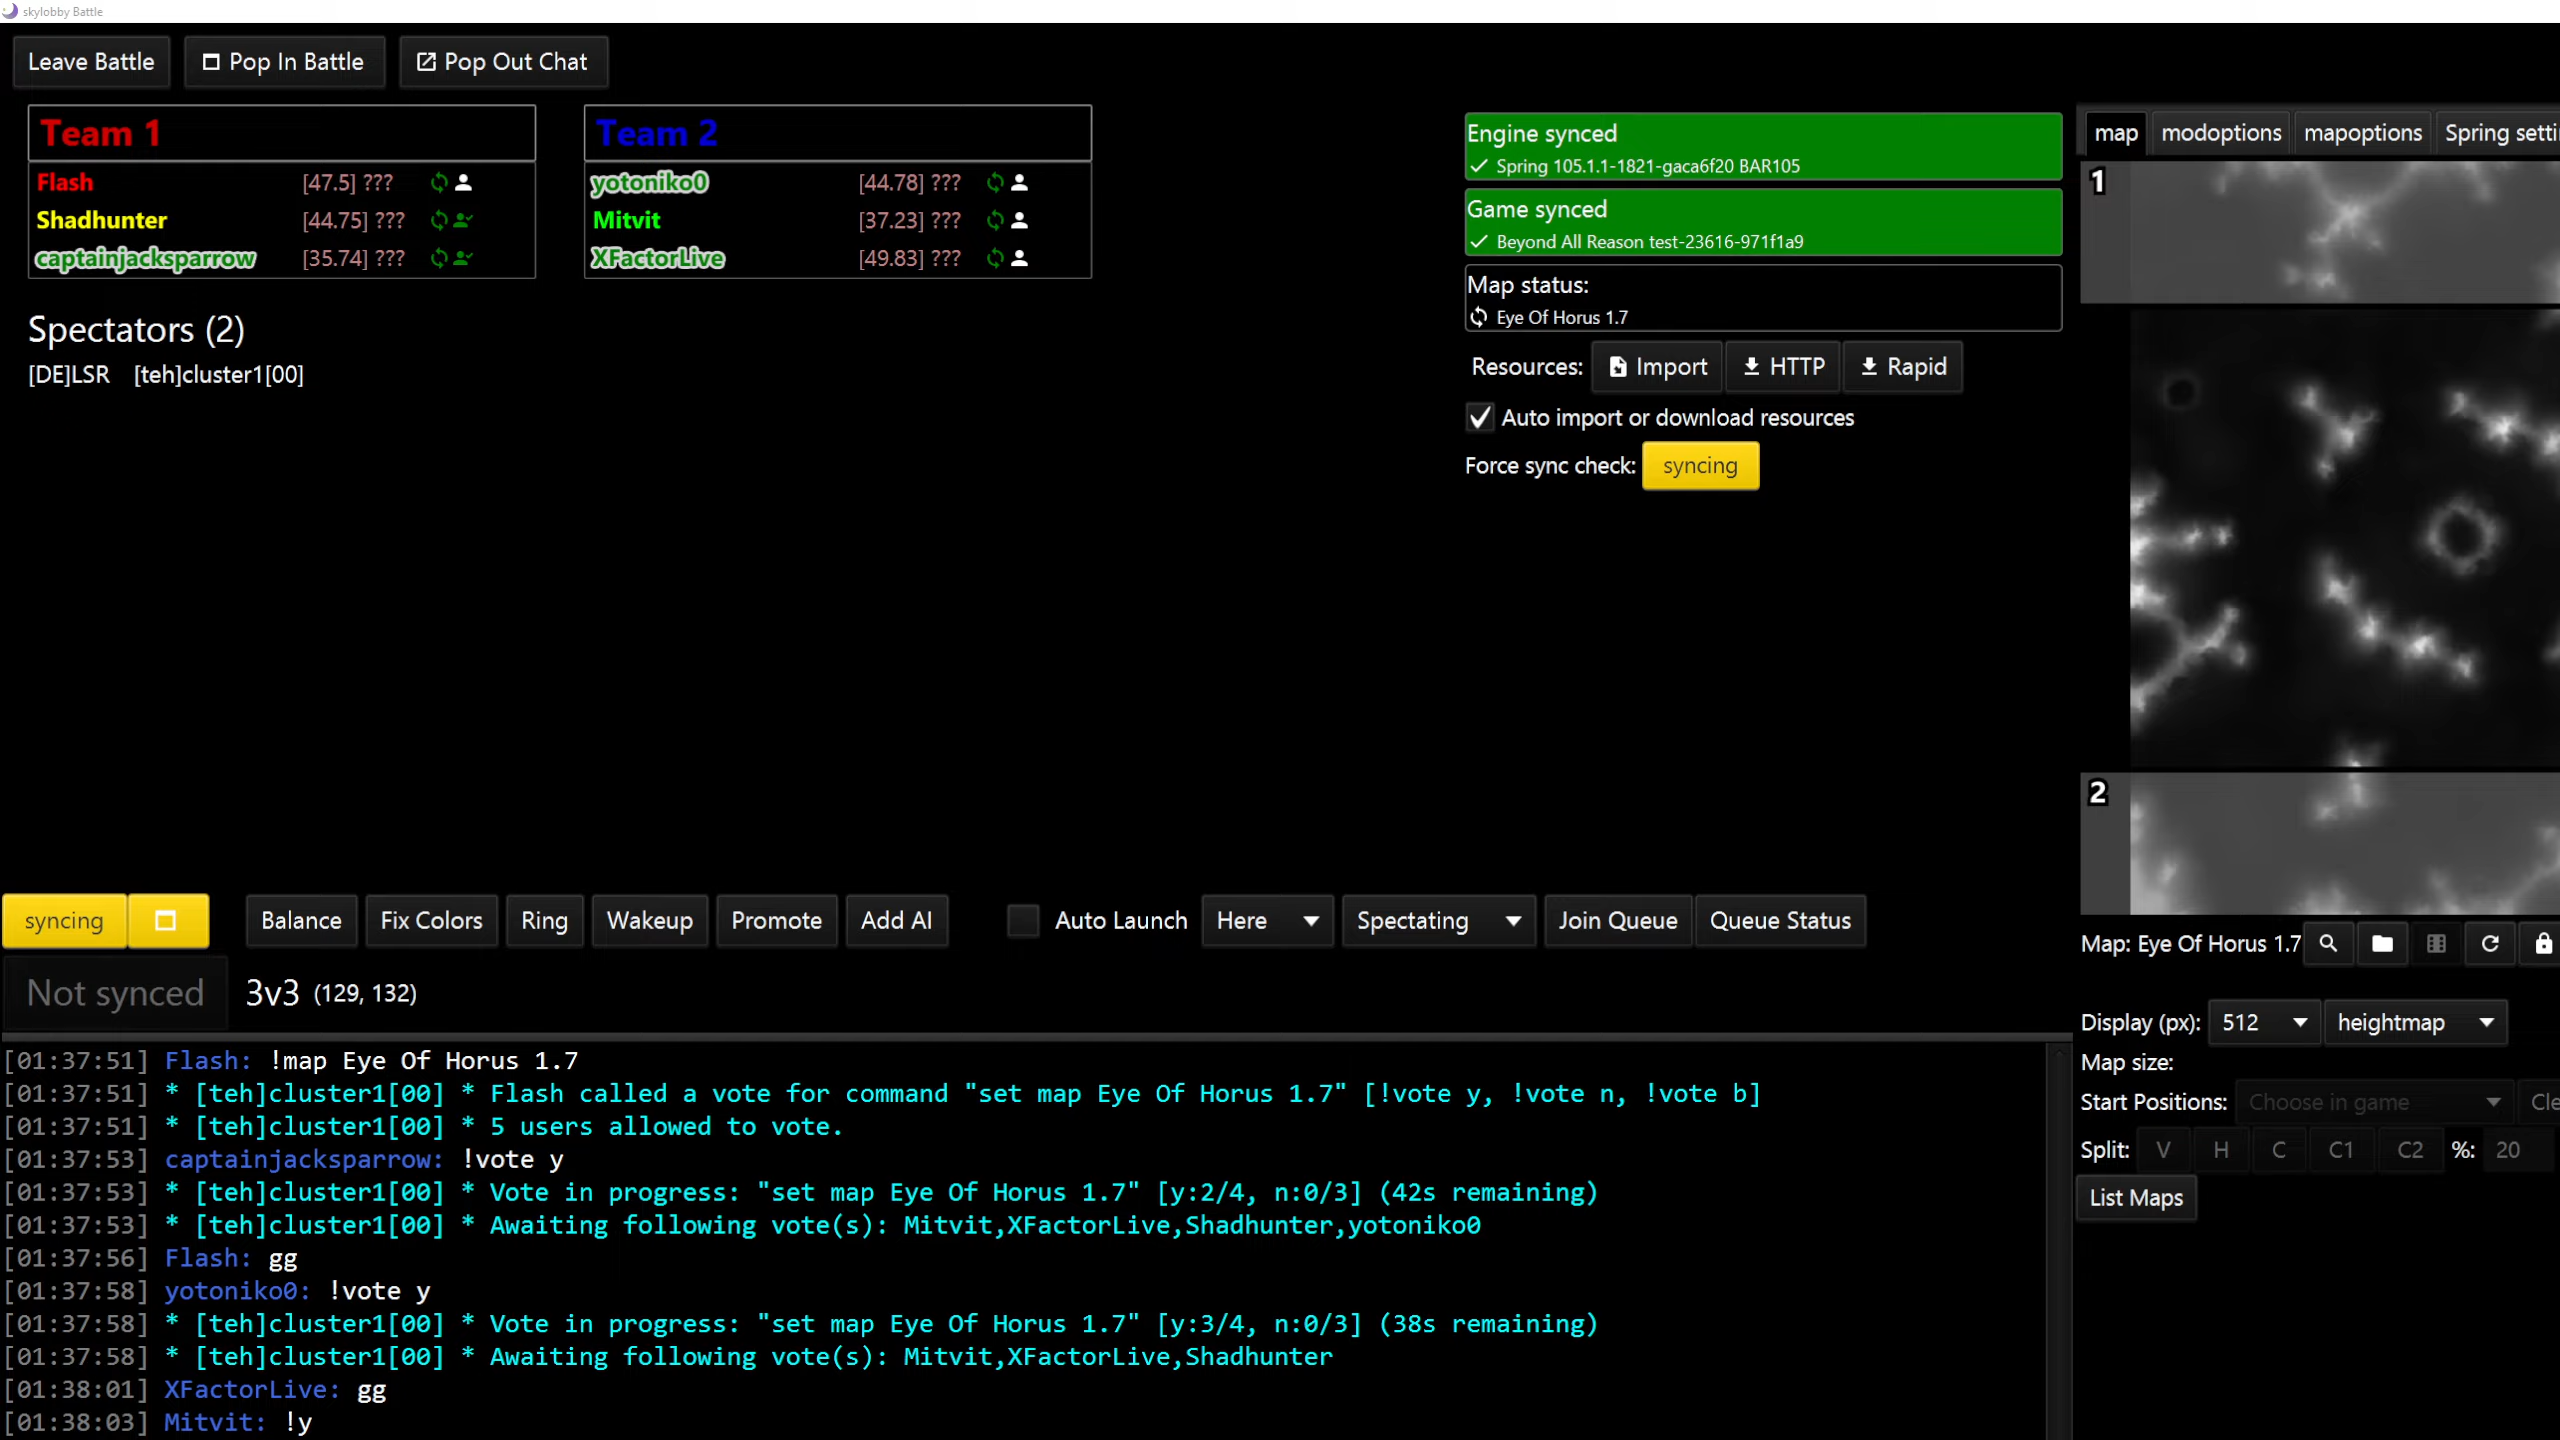 skylobby Battle
Leave Battle Pop In Battle Pop Out Chat
Team 1
Flash [47.5] ???
Shadhunter [44.75] ???
captainjacksparrow [35.74] ???
Team 2
yotoniko0 [44.78] ???
Mitvit [37.23] ???
XFactorLive [49.83] ???
Spectators (2)
[DE]LSR [teh]cluster1[00]
Engine synced
Spring 105.1.1-1821-gaca6f20 BAR105
Game synced
Beyond All Reason test-23616-971f1a9
Map status:
Eye Of Horus 1.7
Resources: Import HTTP Rapid
Auto import or download resources
Force sync check: syncing
map modoptions mapoptions Spring setti
1
2
syncing Balance Fix Colors Ring Wakeup Promote Add AI Auto Launch Here Spectating Join Queue Queue Status
Not synced 3v3 (129, 132)
Map: Eye Of Horus 1.7
Display (px): 512 heightmap
Map size:
Start Positions: Choose in game Cle
Split: V H C C1 C2 %: 20
List Maps
[01:37:51] Flash: !map Eye Of Horus 1.7
[01:37:51] * [teh]cluster1[00] * Flash called a vote for command "set map Eye Of Horus 1.7" [!vote y, !vote n, !vote b]
[01:37:51] * [teh]cluster1[00] * 5 users allowed to vote.
[01:37:53] captainjacksparrow: !vote y
[01:37:53] * [teh]cluster1[00] * Vote in progress: "set map Eye Of Horus 1.7" [y:2/4, n:0/3] (42s remaining)
[01:37:53] * [teh]cluster1[00] * Awaiting following vote(s): Mitvit,XFactorLive,Shadhunter,yotoniko0
[01:37:56] Flash: gg
[01:37:58] yotoniko0: !vote y
[01:37:58] * [teh]cluster1[00] * Vote in progress: "set map Eye Of Horus 1.7" [y:3/4, n:0/3] (38s remaining)
[01:37:58] * [teh]cluster1[00] * Awaiting following vote(s): Mitvit,XFactorLive,Shadhunter
[01:38:01] XFactorLive: gg
[01:38:03] Mitvit: !y